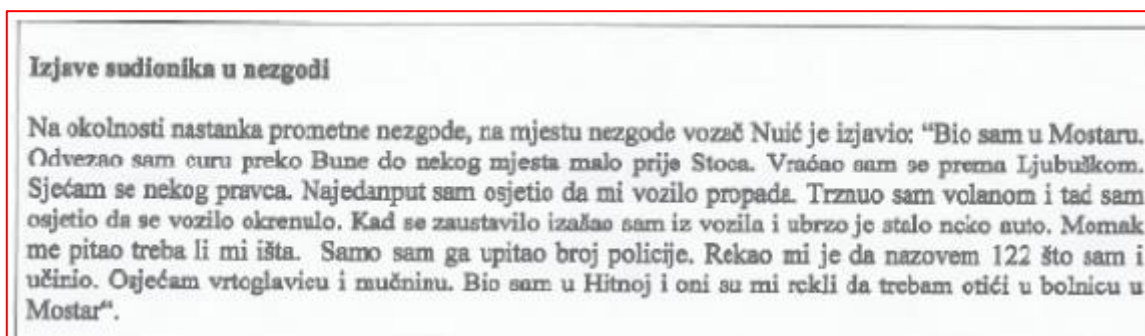 Izjave sudionika u nezgodi
Na okolnosti nastanka prometne nezgode, na mjestu nezgode vozač Nuić je izjavio: “Bio sam u Mostaru.
Odvezao sam curu preko Bune do nekog mjesta malo prije Stoca. Vraćao sam se prema Ljubuškom.
Sjećam se nekog pravca. Najedanput sam osjetio da mi vozilo propada. Trznuo sam volanom i tad sam
osjetio da se vozilo okrenulo. Kad se zaustavilo izašao sam iz vozila i ubrzo je stalo neko auto. Momak
me pitao treba li mi išta. Samo sam ga upitao broj policije. Rekao mi je da nazovem 122 što sam i
učinio. Osjećam vrtoglavicu i mučninu. Bio sam u Hitnoj i oni su mi rekli da trebam otići u bolnicu u
Mostar“.